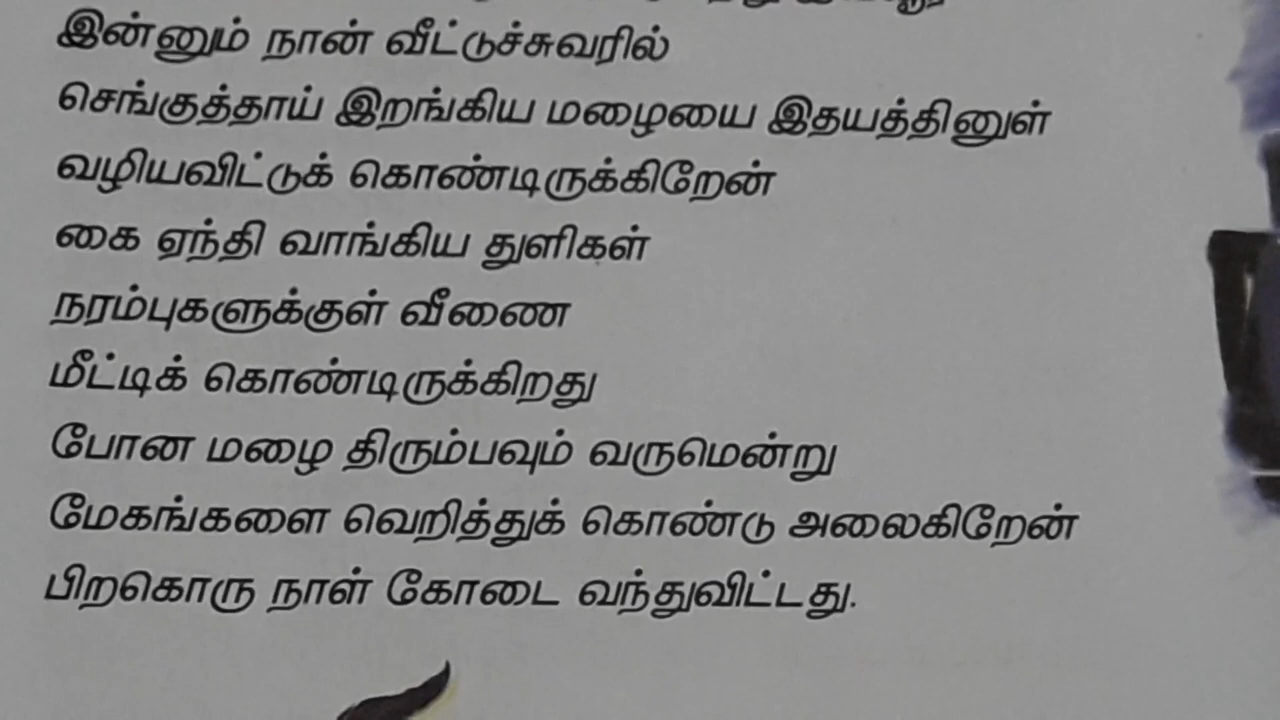 இன்னும் நான் வீட்டுச்சுவரில்
செங்குத்தாய் இறங்கிய மழையை இதயத்தினுள்
வழியவிட்டுக் கொண்டிருக்கிறேன்
கை ஏந்தி வாங்கிய துளிகள்
நரம்புகளுக்குள் வீணை
மீட்டிக் கொண்டிருக்கிறது
போன மழை திரும்பவும் வருமென்று
மேகங்களை வெறித்துக் கொண்டு அலைகிறேன்
பிறகொரு நாள் கோடை வந்துவிட்டது.